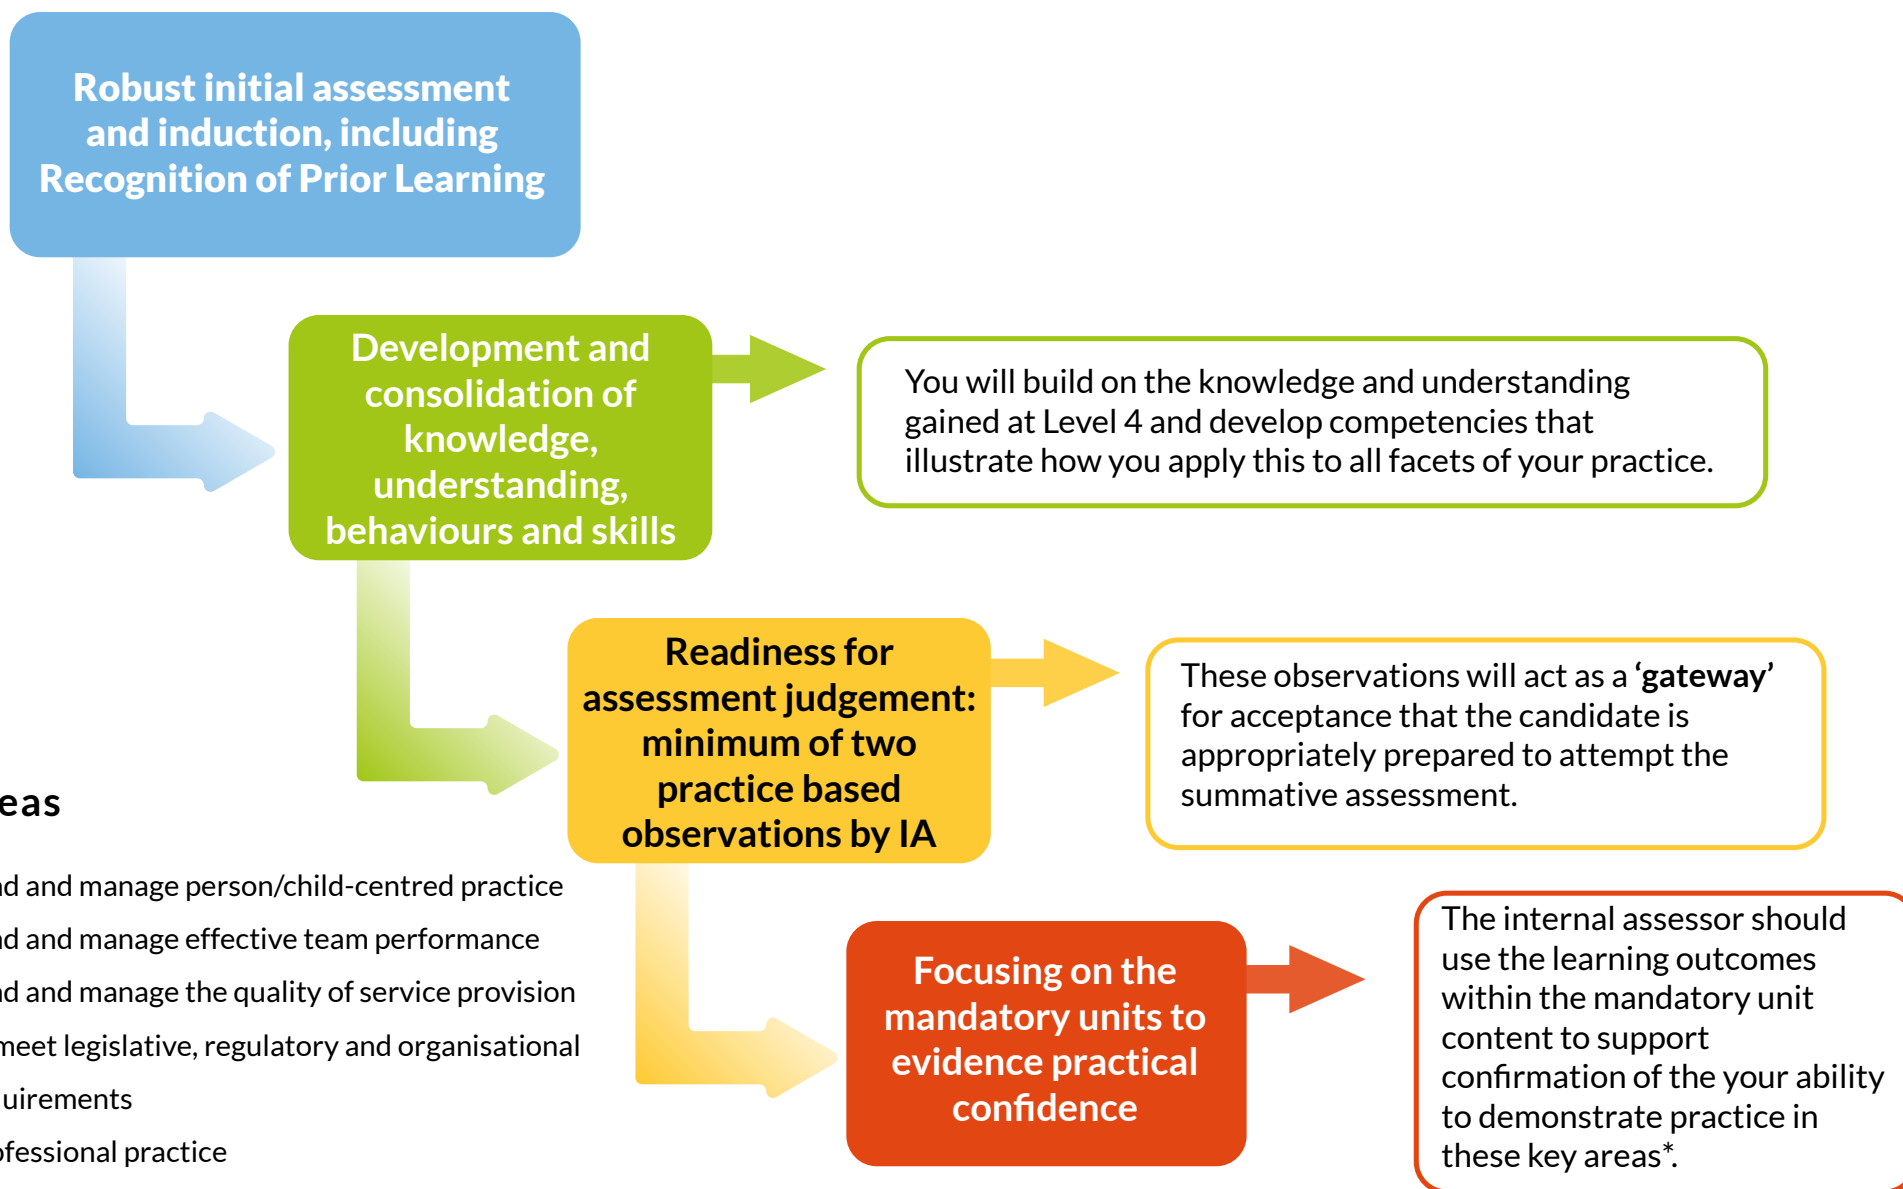 Robust initial assessment
and induction, including
Recognition of Prior Learning
Development and
consolidation of
knowledge,
understanding,
behaviours and skills
You will build on the knowledge and understanding
gained at Level 4 and develop competencies that
illustrate how you apply this to all facets of your practice.
Readiness for
assessment judgement:
minimum of two
practice based
observations by IA
These observations will act as a ‘gateway’
for acceptance that the candidate is
appropriately prepared to attempt the
summative assessment.
Focusing on the
mandatory units to
evidence practical
confidence
The internal assessor should
use the learning outcomes
within the mandatory unit
content to support
confirmation of the your ability
to demonstrate practice in
these key areas*.
eas
d and manage person/child-centred practice
d and manage effective team performance
d and manage the quality of service provision
meet legislative, regulatory and organisational
uirements
ofessional practice